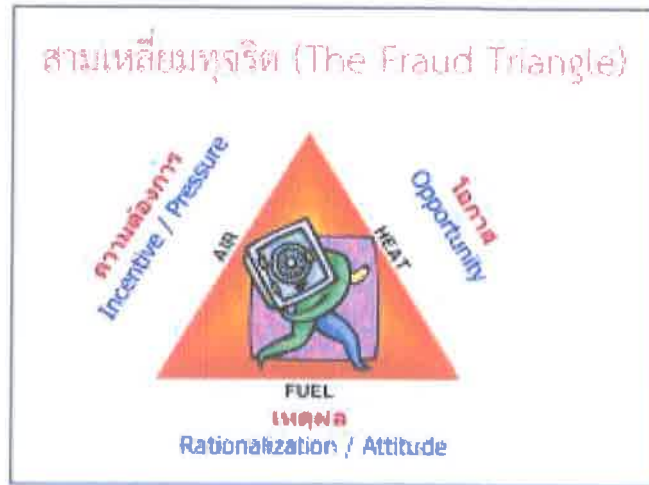 สามเหลี่ยมทุจริต (The Fraud Triangle)
ความต้องการ
Incentive / Pressure
AIR
HEAT
โอกาส
Opportunity
FUEL
เหตุผล
Rationalization / Attitude